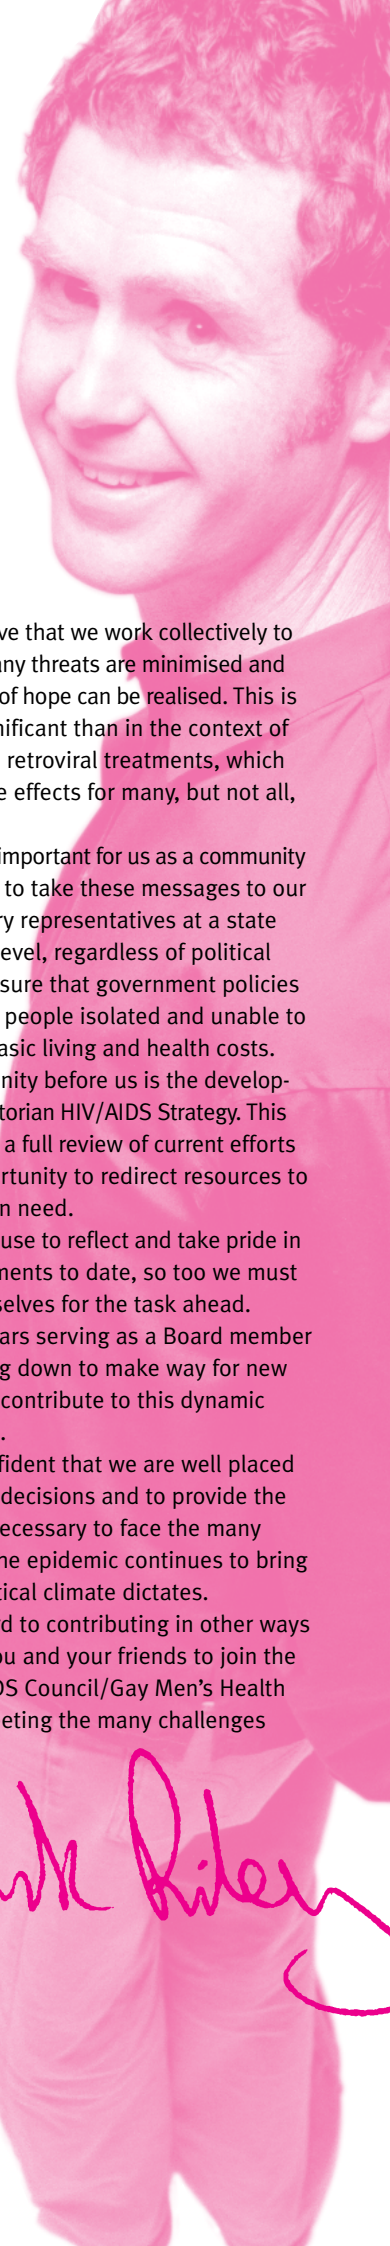 ve that we work collectively to
any threats are minimised and
of hope can be realised. This is
nificant than in the context of
retroviral treatments, which
e effects for many, but not all,
important for us as a community
to take these messages to our
ry representatives at a state
evel, regardless of political
sure that government policies
people isolated and unable to
asic living and health costs.
nity before us is the develop-
torian HIV/AIDS Strategy. This
a full review of current efforts
rtunity to redirect resources to
n need.
use to reflect and take pride in
ments to date, so too we must
selves for the task ahead.
ars serving as a Board member
g down to make way for new
contribute to this dynamic
.
fident that we are well placed
decisions and to provide the
ecessary to face the many
ne epidemic continues to bring
tical climate dictates.
rd to contributing in other ways
ou and your friends to join the
DS Council/Gay Men's Health
eting the many challenges
Riley